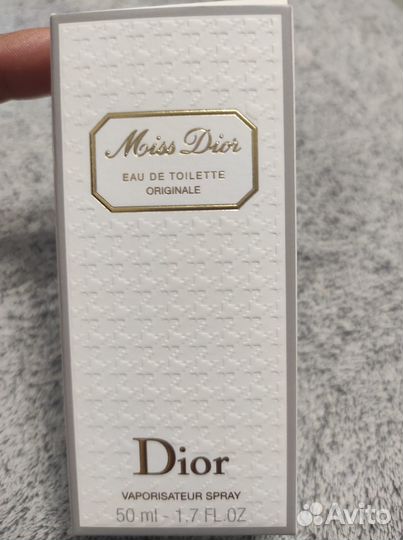 Miss Dior
EAU DE TOILETTE
ORIGINALE
Dior
VAPORISATEUR SPRAY
50 ml - 1.7 FL.OZ
Avito